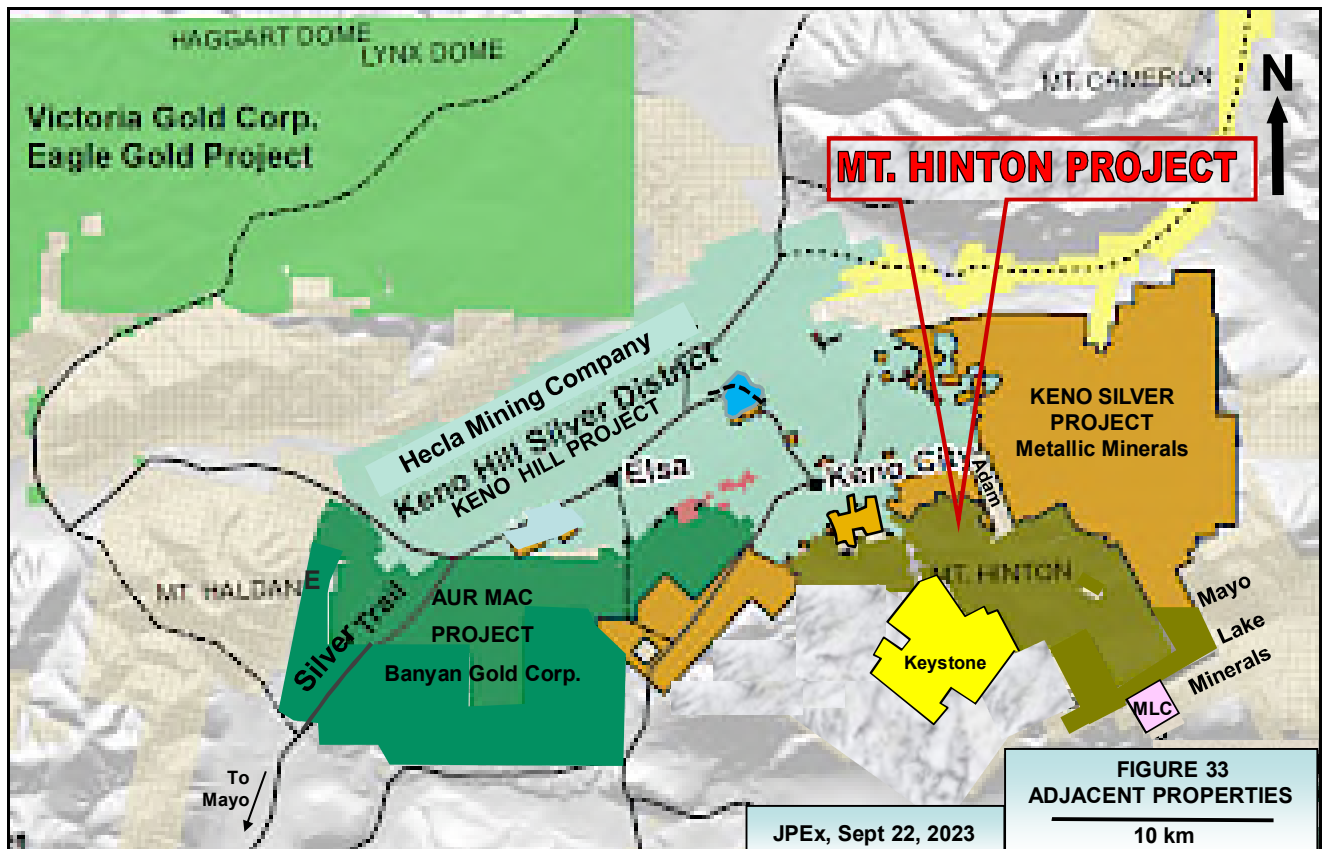 HAGGART DOME
LYNX DOME
MT. CAMERON
N
Victoria Gold Corp.
Eagle Gold Project
MT. HINTON PROJECT
Hecla Mining Company
Keno Hill Silver District
KENO HILL PROJECT
KENO SILVER
PROJECT
Metallic Minerals
Elsa
Keno City
Adam
MT. HALDANE
MT. HINTON
Silver Trail
AUR MAC
PROJECT
Banyan Gold Corp.
Keystone
Mayo
Lake
Minerals
MLC
To
Mayo
FIGURE 33
ADJACENT PROPERTIES
10 km
JPEx, Sept 22, 2023